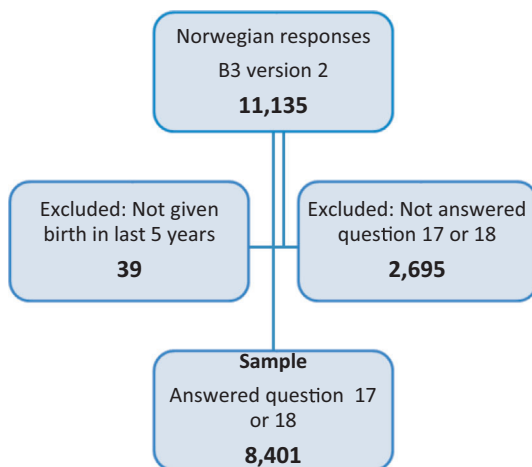 Norwegian responses
B3 version 2
11,135
Excluded: Not given
birth in last 5 years
39
Excluded: Not answered
question 17 or 18
2,695
Sample
Answered question 17
or 18
8,401